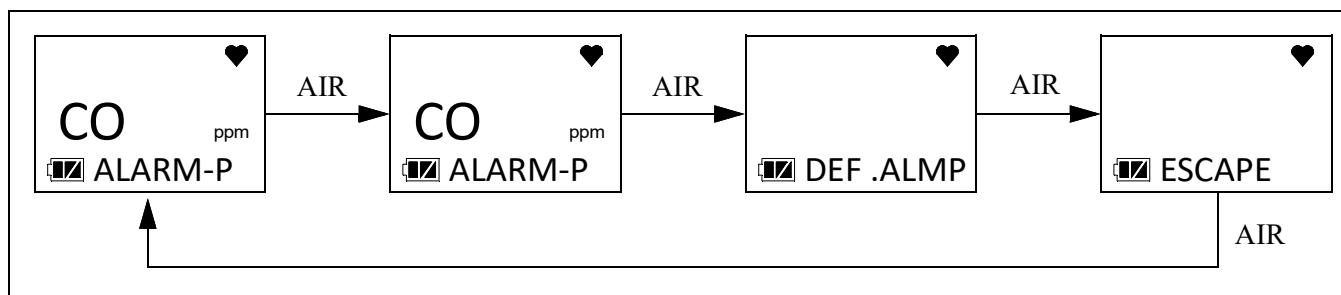 CO ppm
ALARM-P
AIR
CO ppm
ALARM-P
AIR
DEF .ALMP
AIR
ESCAPE
AIR